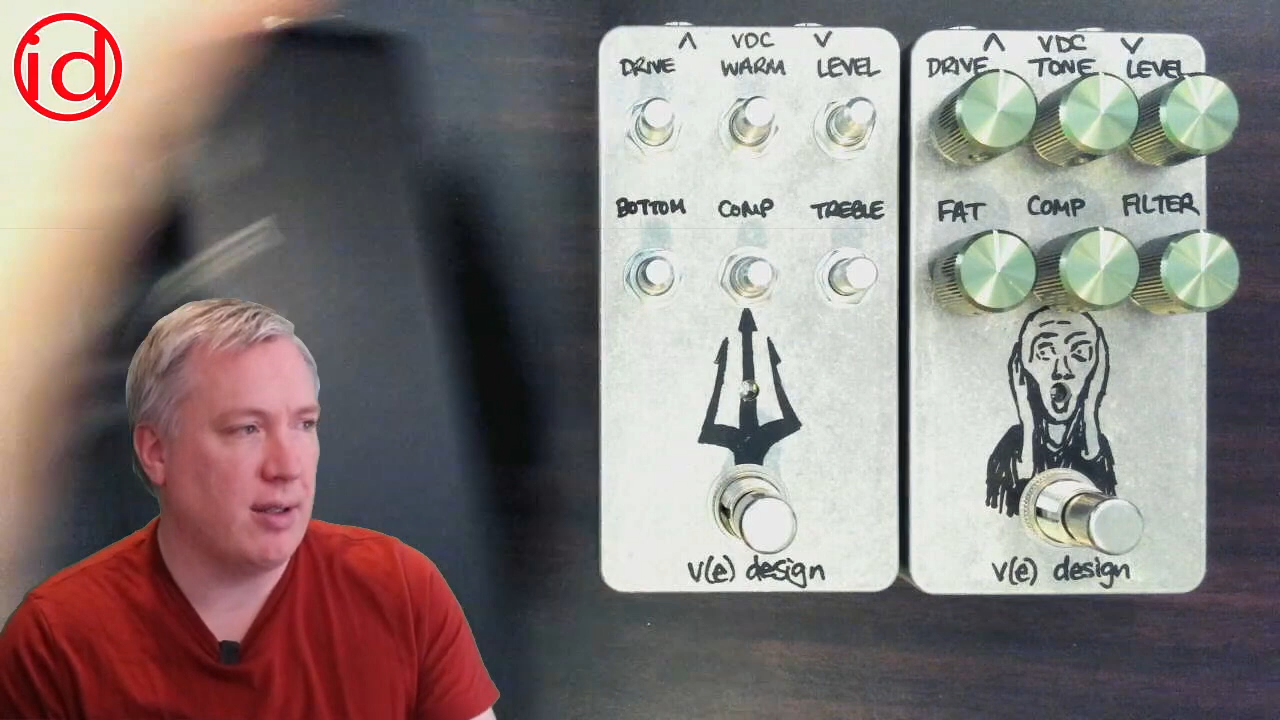 id
Λ VDC V
DRIVE WARM LEVEL
BOTTOM COMP TREBLE
v(e) design
Λ VDC V
DRIVE TONE LEVEL
FAT COMP FILTER
v(e) design